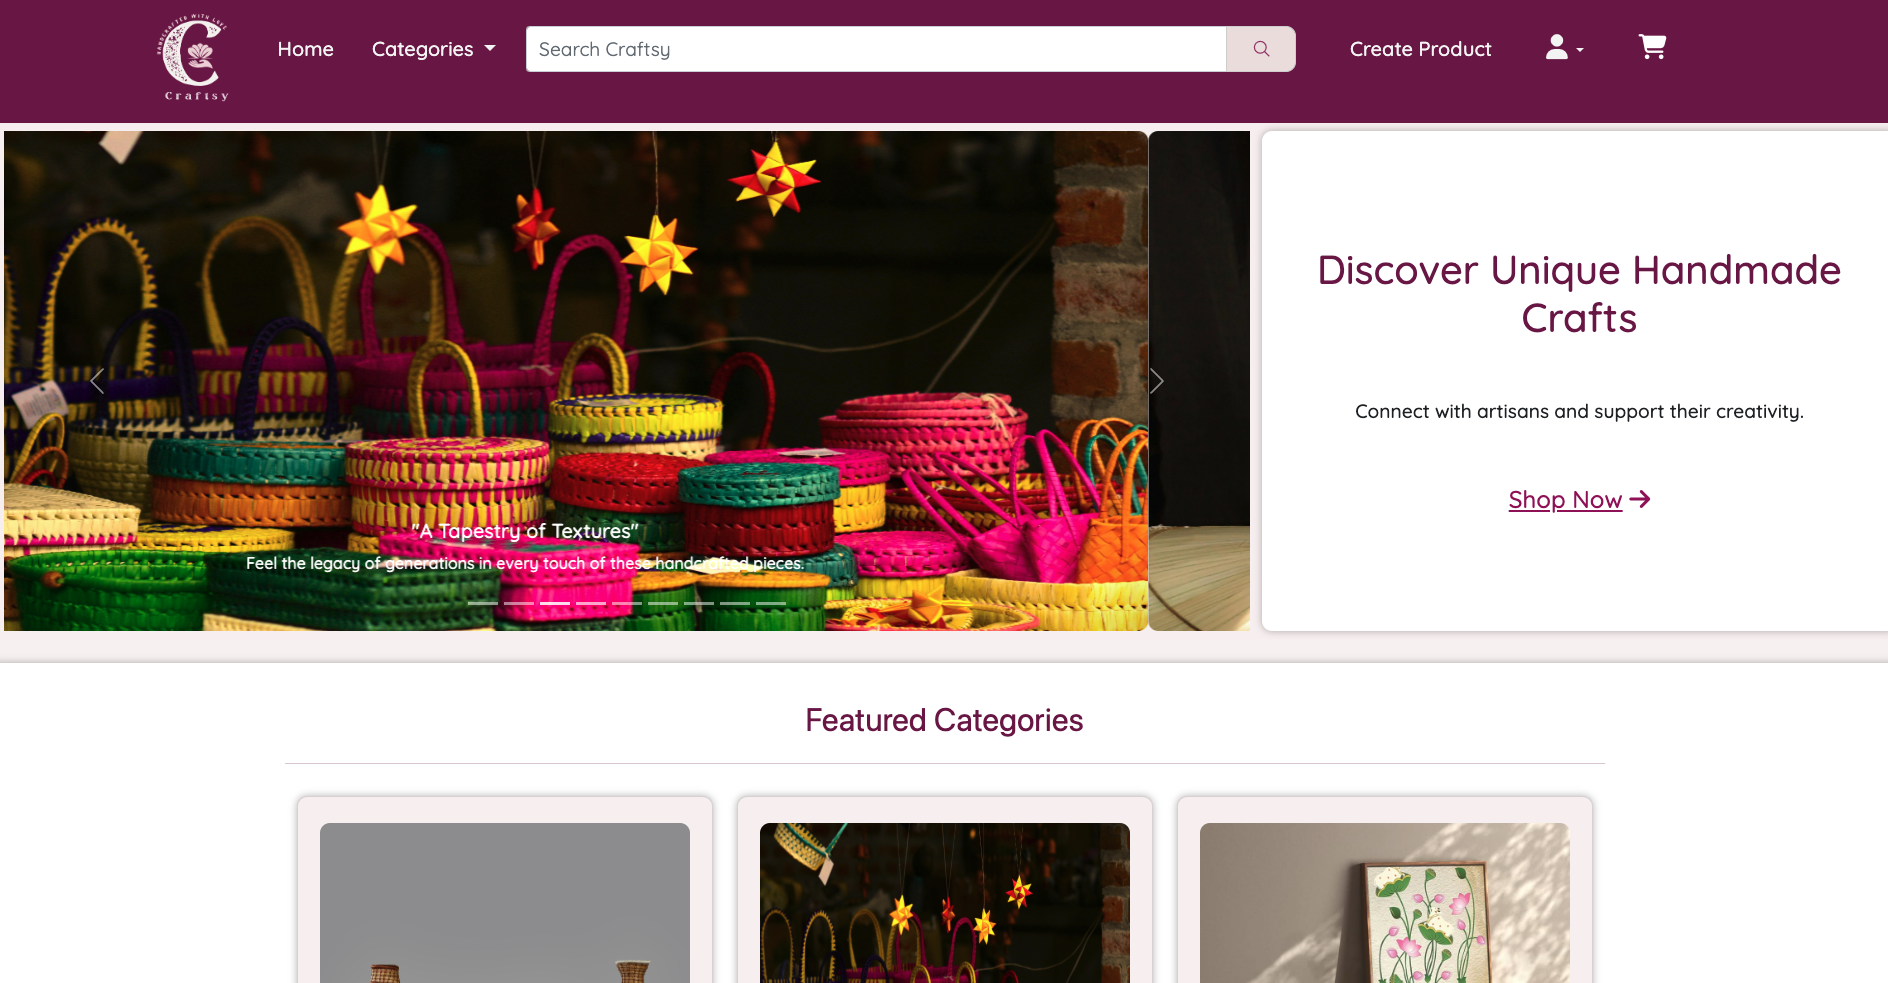 HANDCRAFTED WITH LOVE
Craftsy
Home
Categories
Search Craftsy
Create Product
Discover Unique Handmade
Crafts
Connect with artisans and support their creativity.
Shop Now
"A Tapestry of Textures"
Feel the legacy of generations in every touch of these handcrafted pieces.
Featured Categories